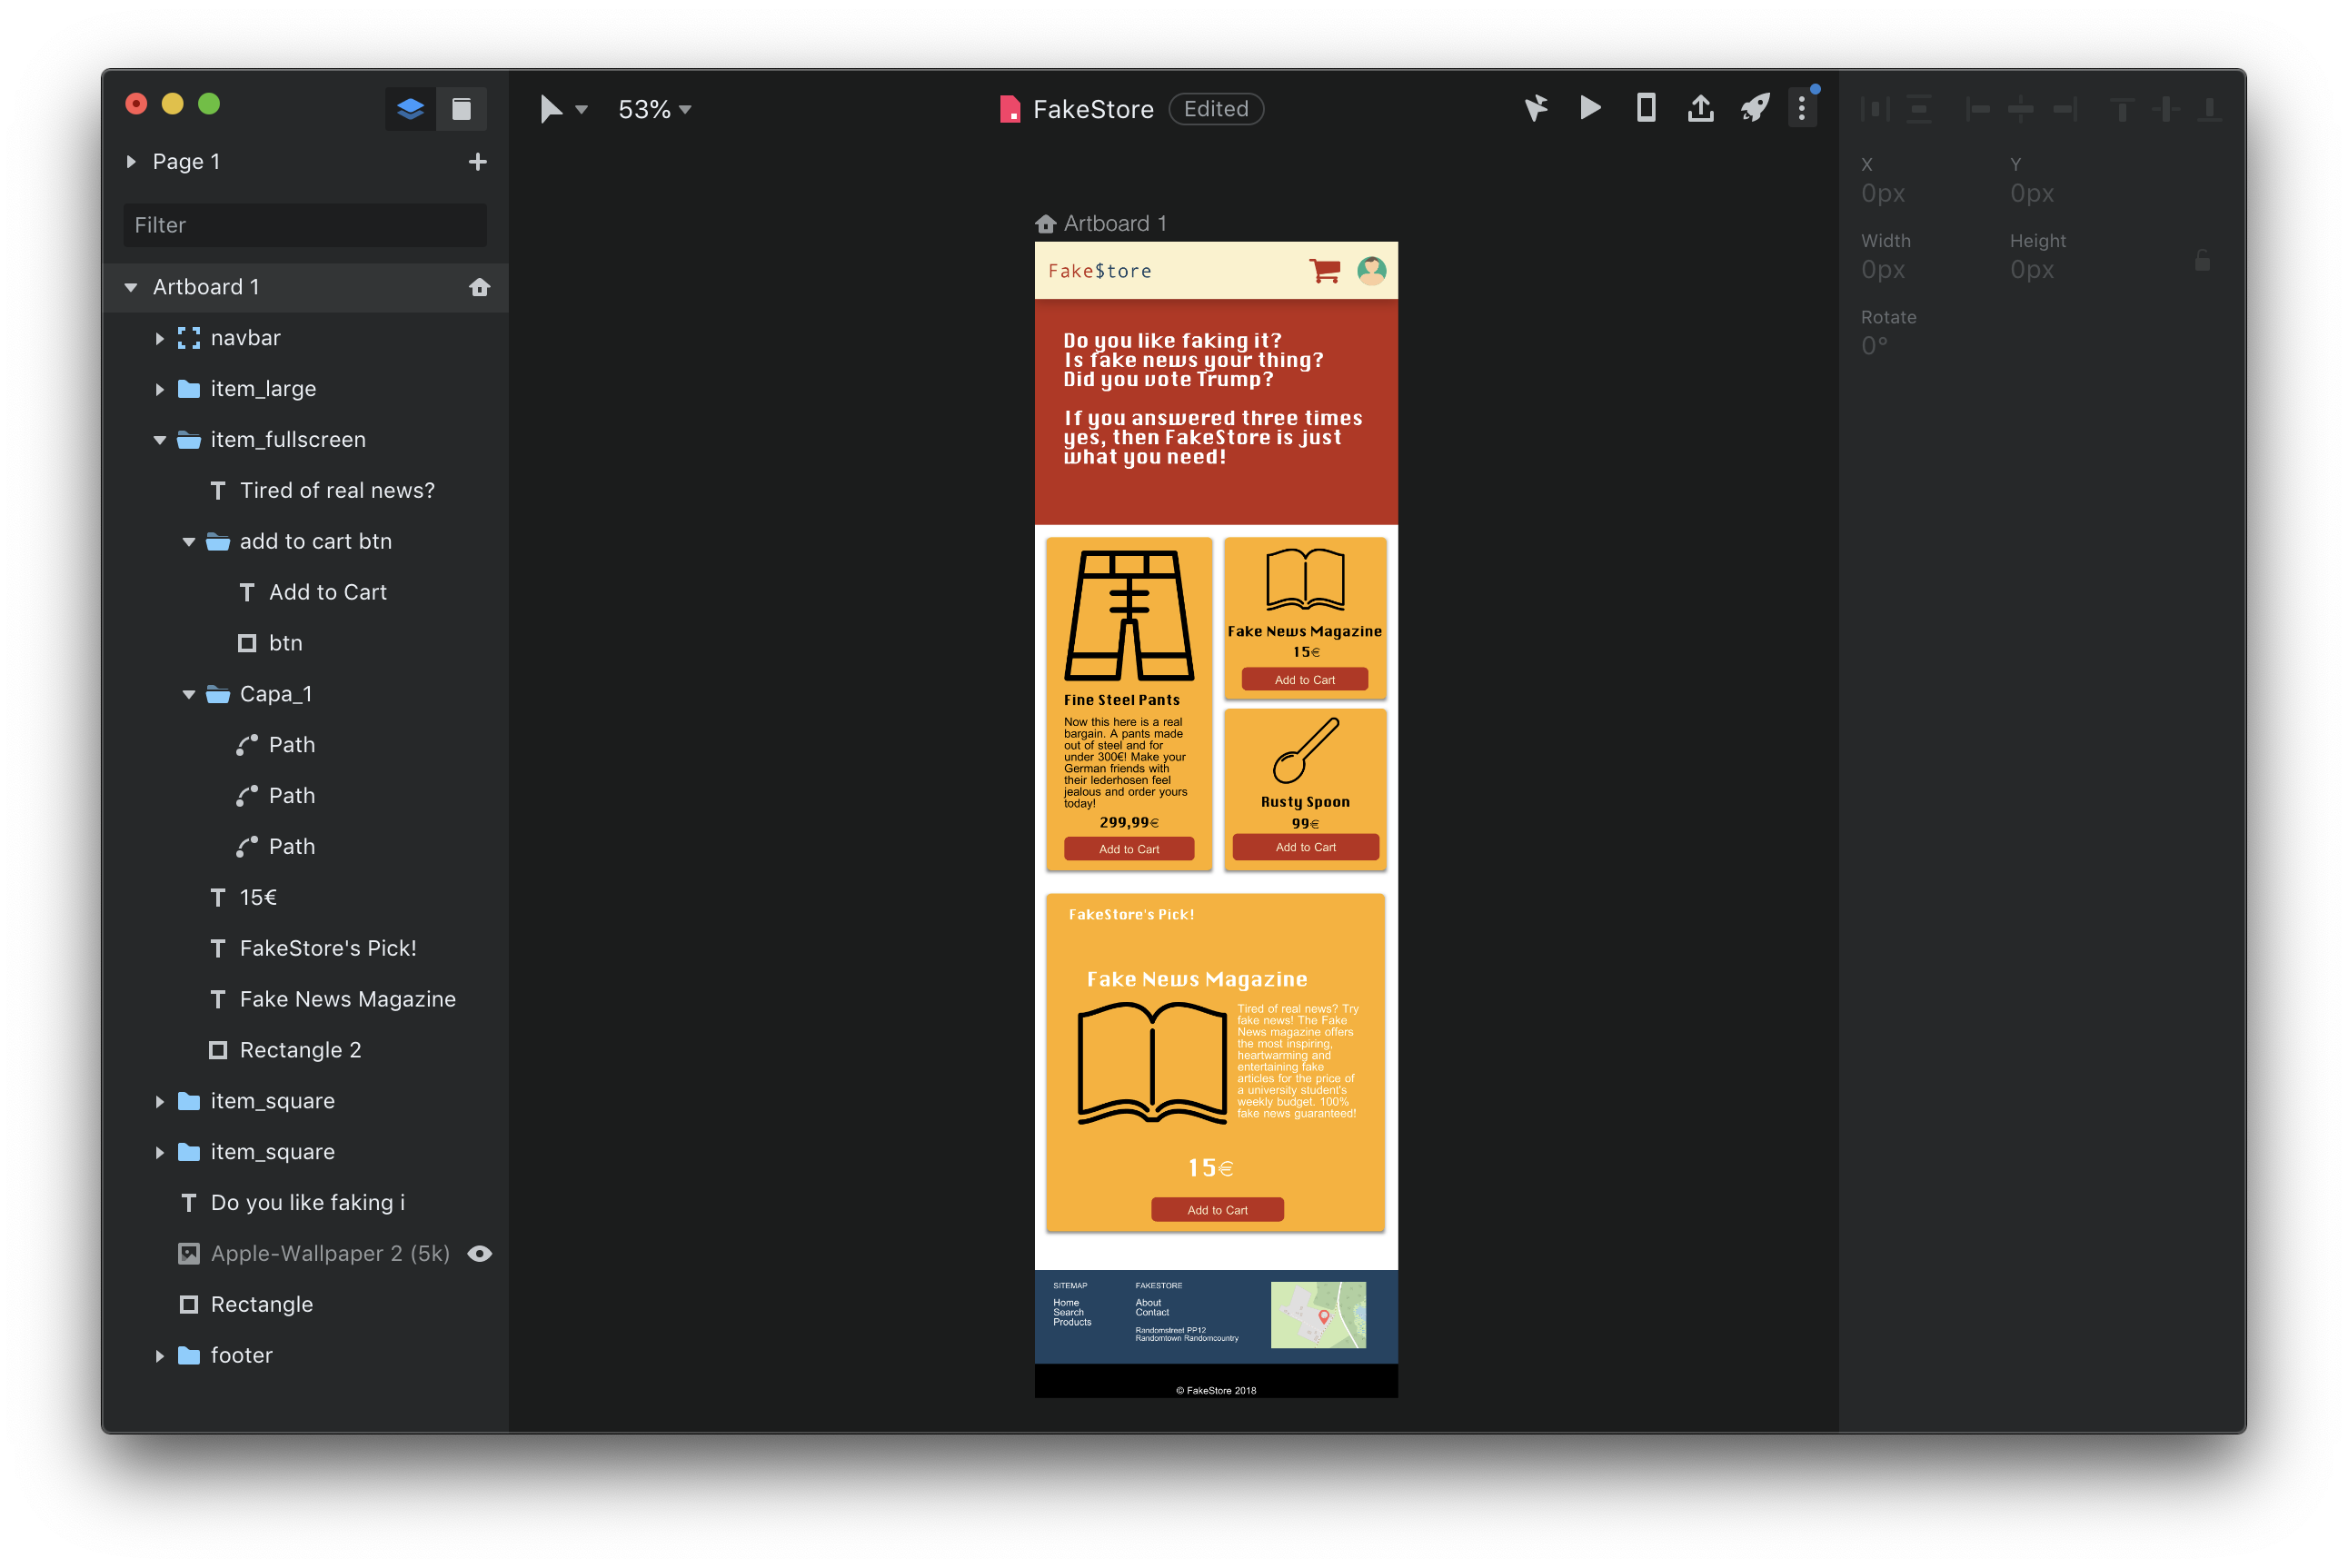 53%
FakeStore
Edited
Page 1
Filter
Artboard 1
navbar
item_large
item_fullscreen
Tired of real news?
add to cart btn
Add to Cart
btn
Capa_1
Path
Path
Path
15€
FakeStore's Pick!
Fake News Magazine
Rectangle 2
item_square
item_square
Do you like faking i
Apple-Wallpaper 2 (5k)
Rectangle
footer
Artboard 1
Fake$tore
Do you like faking it?
Is fake news your thing?
Did you vote Trump?
If you answered three times
yes, then FakeStore is just
what you need!
Fine Steel Pants
Now this here is a real
bargain. A pants made
out of steel and for
under 300€! Make your
German friends with
their lederhosen feel
jealous and order yours
today!
299,99€
Add to Cart
Fake News Magazine
15€
Add to Cart
Rusty Spoon
99€
Add to Cart
FakeStore's Pick!
Fake News Magazine
Tired of real news? Try
fake news! The Fake
News magazine offers
the most inspiring,
heartwarming and
entertaining fake
articles for the price of
a university student's
weekly budget. 100%
fake news guaranteed!
15€
Add to Cart
SITEMAP
Home
Search
Products
FAKESTORE
About
Contact
Randomstreet PP12
Randomtown Randomcountry
© FakeStore 2018
X
Y
0px
0px
Width
Height
0px
0px
Rotate
0°